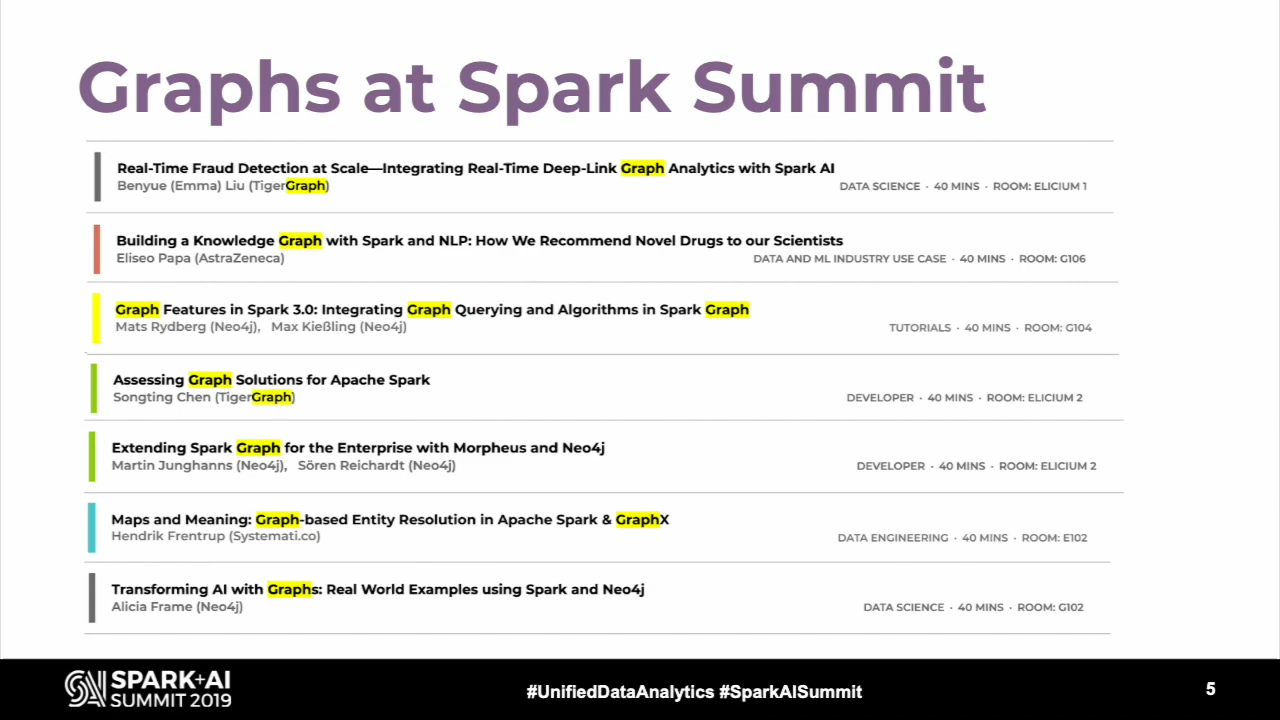 Graphs at Spark Summit
Real-Time Fraud Detection at Scale—Integrating Real-Time Deep-Link Graph Analytics with Spark AI
Benyue (Emma) Liu (TigerGraph)
DATA SCIENCE · 40 MINS · ROOM: ELICIUM 1
Building a Knowledge Graph with Spark and NLP: How We Recommend Novel Drugs to our Scientists
Eliseo Papa (AstraZeneca)
DATA AND ML INDUSTRY USE CASE · 40 MINS · ROOM: G106
Graph Features in Spark 3.0: Integrating Graph Querying and Algorithms in Spark Graph
Mats Rydberg (Neo4j), Max Kießling (Neo4j)
TUTORIALS · 40 MINS · ROOM: G104
Assessing Graph Solutions for Apache Spark
Songting Chen (TigerGraph)
DEVELOPER · 40 MINS · ROOM: ELICIUM 2
Extending Spark Graph for the Enterprise with Morpheus and Neo4j
Martin Junghanns (Neo4j), Sören Reichardt (Neo4j)
DEVELOPER · 40 MINS · ROOM: ELICIUM 2
Maps and Meaning: Graph-based Entity Resolution in Apache Spark & GraphX
Hendrik Frentrup (Systemati.co)
DATA ENGINEERING · 40 MINS · ROOM: E102
Transforming AI with Graphs: Real World Examples using Spark and Neo4j
Alicia Frame (Neo4j)
DATA SCIENCE · 40 MINS · ROOM: G102
SPARK+AI
SUMMIT 2019
#UnifiedDataAnalytics #SparkAISummit
5